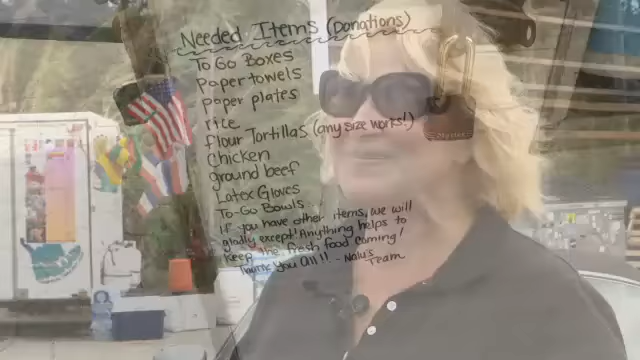 Needed Items (Donations)
To Go Boxes
Paper towels
paper plates
rice
flour Tortillas (any size works!)
Chicken
ground beef
Latex Gloves
To-Go Bowls
If you have other items, we will
gladly except! Anything helps to
Keep the fresh food coming!
Thank You All!! - Nalu's
Team